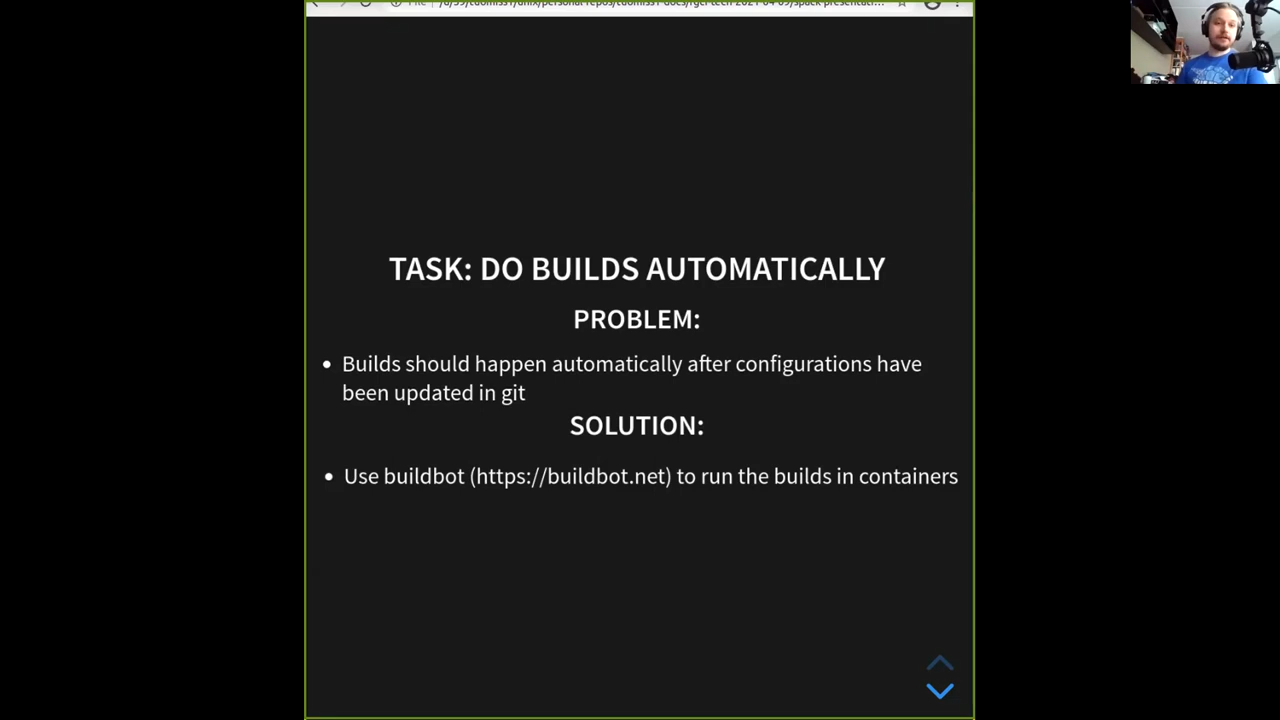 TASK: DO BUILDS AUTOMATICALLY
PROBLEM:
• Builds should happen automatically after configurations have
been updated in git
SOLUTION:
• Use buildbot (https://buildbot.net) to run the builds in containers